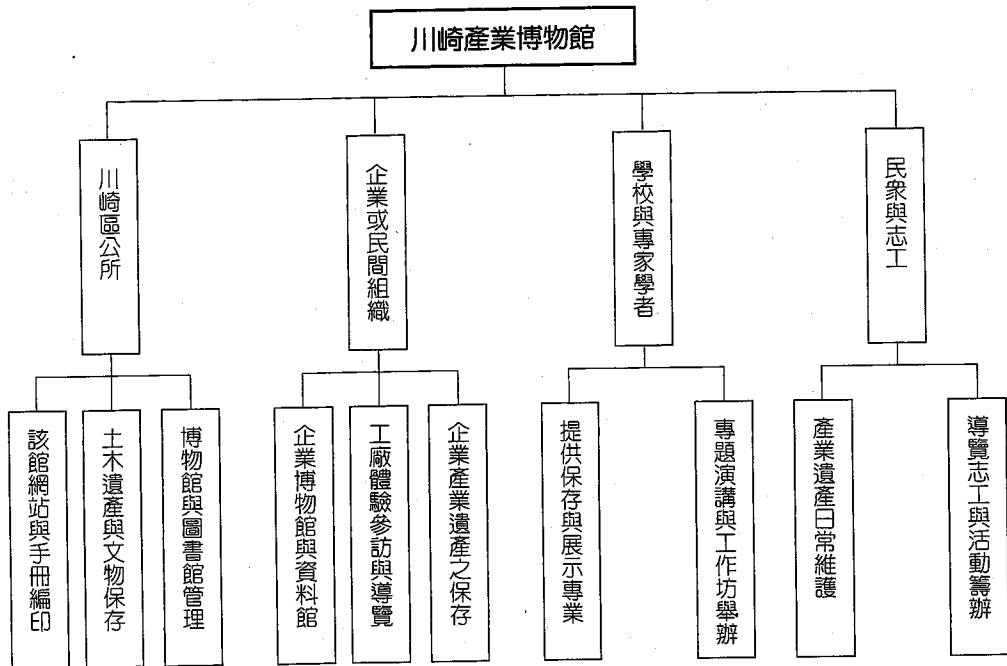 川崎產業博物館
川崎區公所
企業或民間組織
學校與專家學者
民眾與志工
該館網站與手冊編印
土木遺產與文物保存
博物館與圖書館管理
企業博物館與資料館
工廠體驗參訪與導覽
企業產業遺產之保存
提供保存與展示專業
專題演講與工作坊舉辦
產業遺產日常維護
導覽志工與活動籌辦